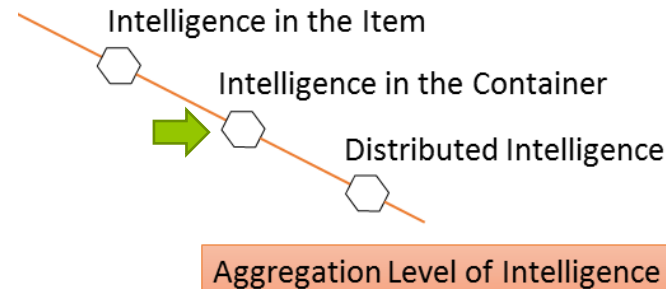 Intelligence in the Item
Intelligence in the Container
Distributed Intelligence
Aggregation Level of Intelligence